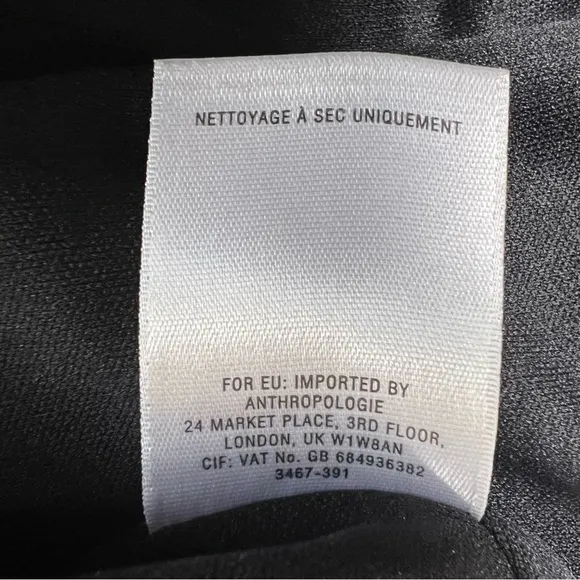 NETTOYAGE À SEC UNIQUEMENT
FOR EU: IMPORTED BY
ANTHROPOLOGIE
24 MARKET PLACE, 3RD FLOOR,
LONDON, UK W1W8AN
CIF: VAT No. GB 684936382
3467-391